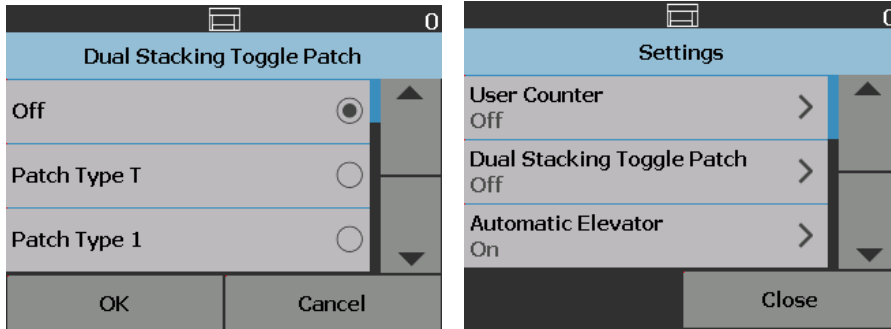 0
Dual Stacking Toggle Patch
Off
Patch Type T
Patch Type 1
OK
Cancel
0
Settings
User Counter
Off
Dual Stacking Toggle Patch
Off
Automatic Elevator
On
Close